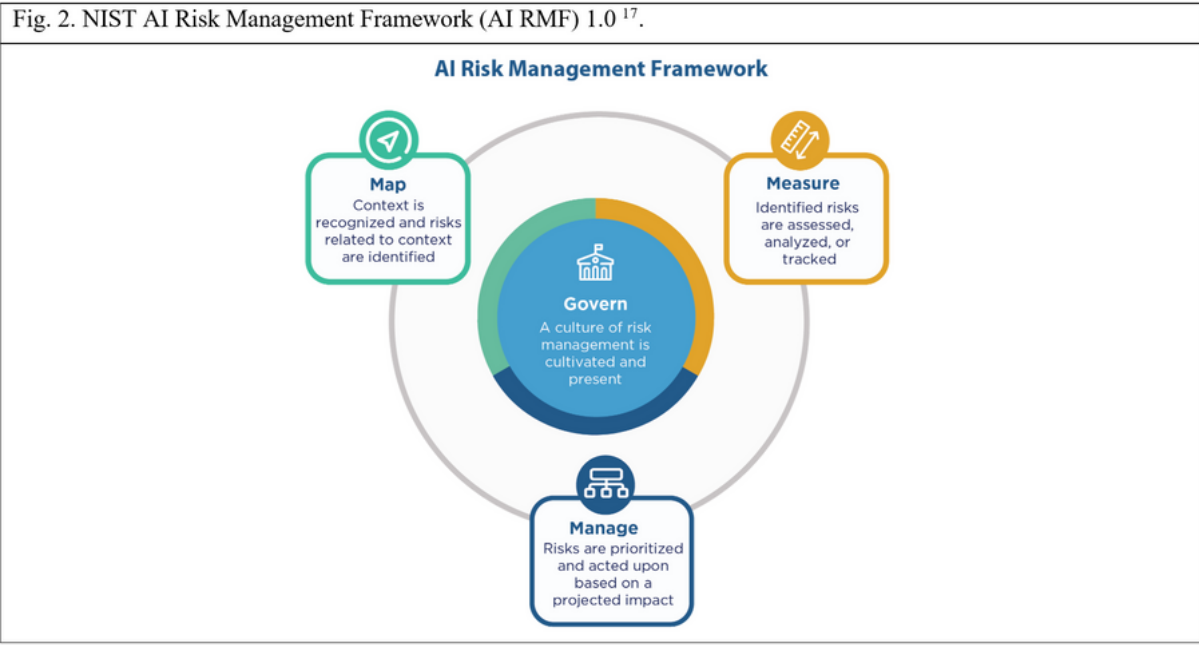 Fig. 2. NIST AI Risk Management Framework (AI RMF) 1.0 17.
AI Risk Management Framework
Map
Context is
recognized and risks
related to context
are identified
Measure
Identified risks
are assessed,
analyzed, or
tracked
Govern
A culture of risk
management is
cultivated and
present
Manage
Risks are prioritized
and acted upon
based on a
projected impact